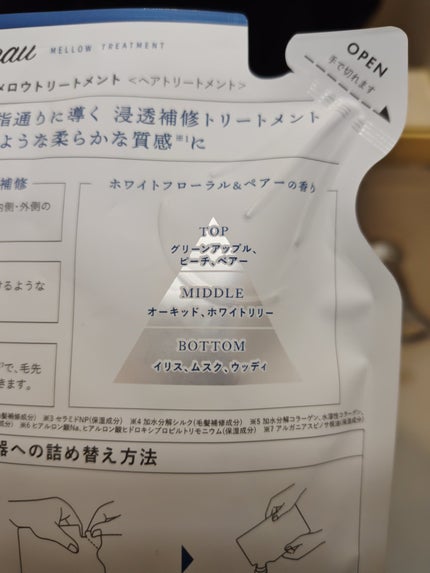 eau MELLOW TREATMENT
OPEN
手で切れます
メロウトリートメント <ヘアトリートメント>
指通りに導く 浸透補修トリートメント
ような柔らかな質感※1に
補修
内側・外側の
けるような
で、毛先
きます。
ホワイトフローラル&ペアーの香り
TOP
グリーンアップル、
ピーチ、ペアー
MIDDLE
オーキッド、ホワイトリリー
BOTTOM
イリス、ムスク、ウッディ
髪補修成分) ※3 セラミドNP(保湿成分) ※4 加水分解シルク(毛髪補修成分) ※5 加水分解コラーゲン、水溶性コラーゲン
※6 ヒアルロン酸Na、ヒアルロン酸ヒドロキシプロピルトリモニウム(保湿成分) ※7 アルガニアスピノサ核油(保湿成分)
器への詰め替え方法